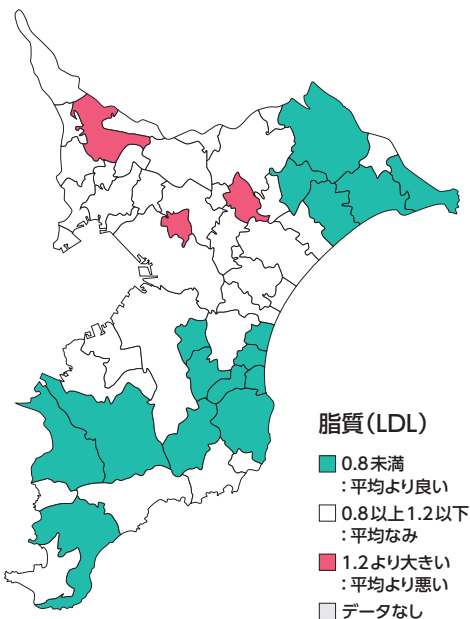 脂質（LDL）
0.8未満
：平均より良い
0.8以上1.2以下
：平均なみ
1.2より大きい
：平均より悪い
データなし